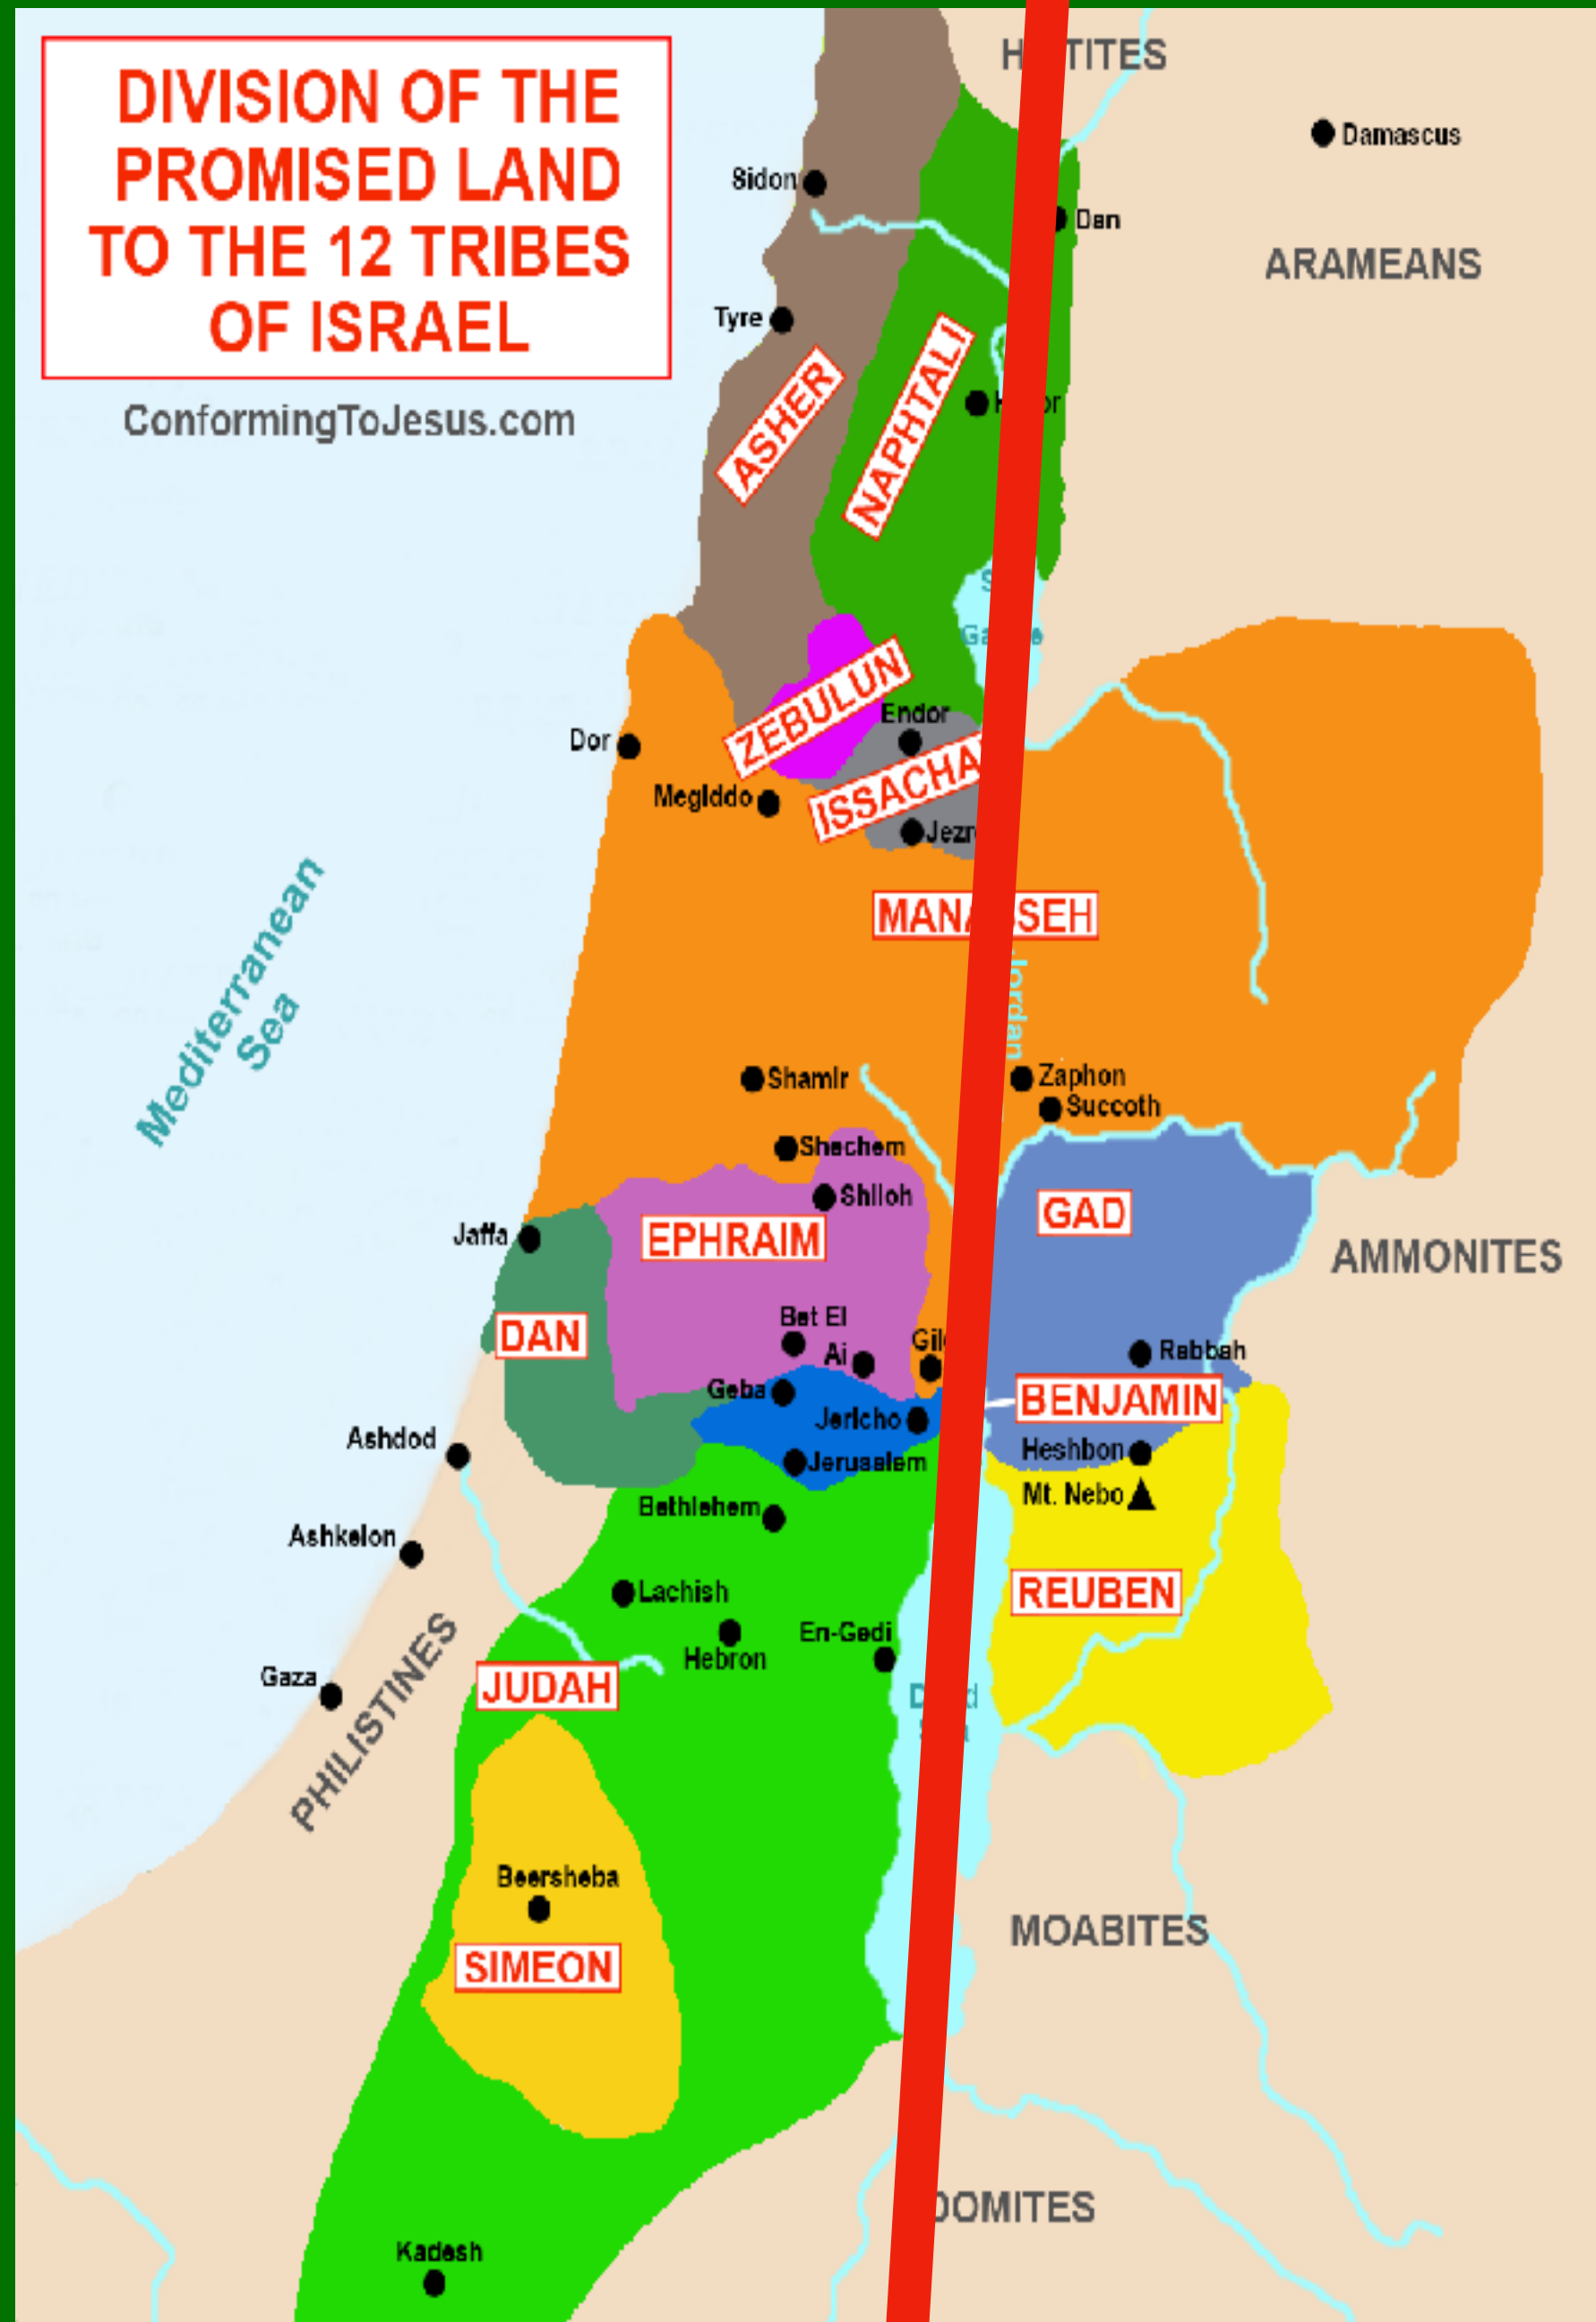 DIVISION OF THE
PROMISED LAND
TO THE 12 TRIBES
OF ISRAEL
ConformingToJesus.com
Damascus
Sidon
Dan
ARAMEANS
Tyre
ASHER
NAPHTALI
ZEBULUN
Endor
Dor
Megiddo
ISSACHA
Mediterranean
Sea
Jordan
Shamir
Zaphon
Succoth
Shechem
Shiloh
GAD
Jaffa
EPHRAIM
AMMONITES
DAN
Bet El
Ai
Rabbah
Geba
BENJAMIN
Jericho
Ashdod
Heshbon
Jerusalem
Mt. Nebo
Bethlehem
Ashkelon
Lachish
REUBEN
En-Gedi
Hebron
Gaza
JUDAH
PHILISTINES
Beersheba
MOABITES
SIMEON
DOMITES
Kadesh